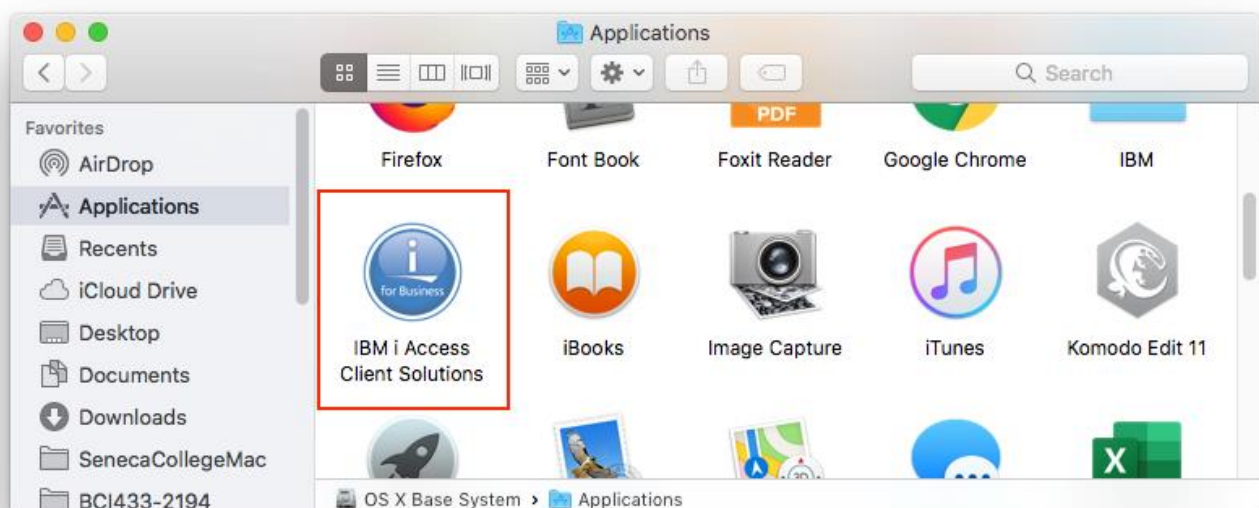 Applications
Search
Favorites
AirDrop
Applications
Recents
iCloud Drive
Desktop
Documents
Downloads
SenecaCollegeMac
BCI433-2194
PDF
Firefox
Font Book
Foxit Reader
Google Chrome
IBM
i
for Business
IBM i Access
Client Solutions
iBooks
Image Capture
iTunes
Komodo Edit 11
3D
X
OS X Base System › Applications